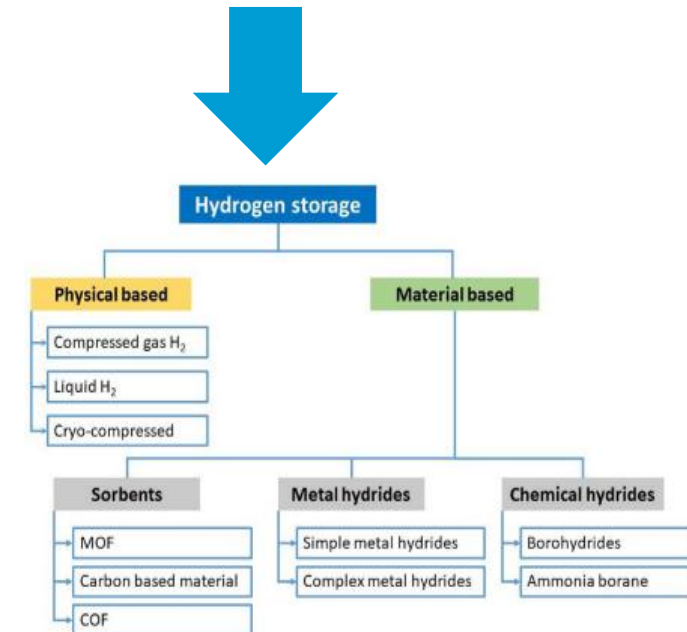 Hydrogen storage
Physical based
Material based
Compressed gas H₂
Liquid H₂
Cryo-compressed
Sorbents
Metal hydrides
Chemical hydrides
MOF
Simple metal hydrides
Borohydrides
Carbon based material
Complex metal hydrides
Ammonia borane
COF